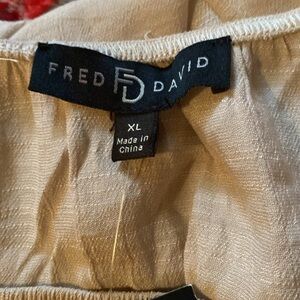 FRED FD DAVID
XL
Made in
China